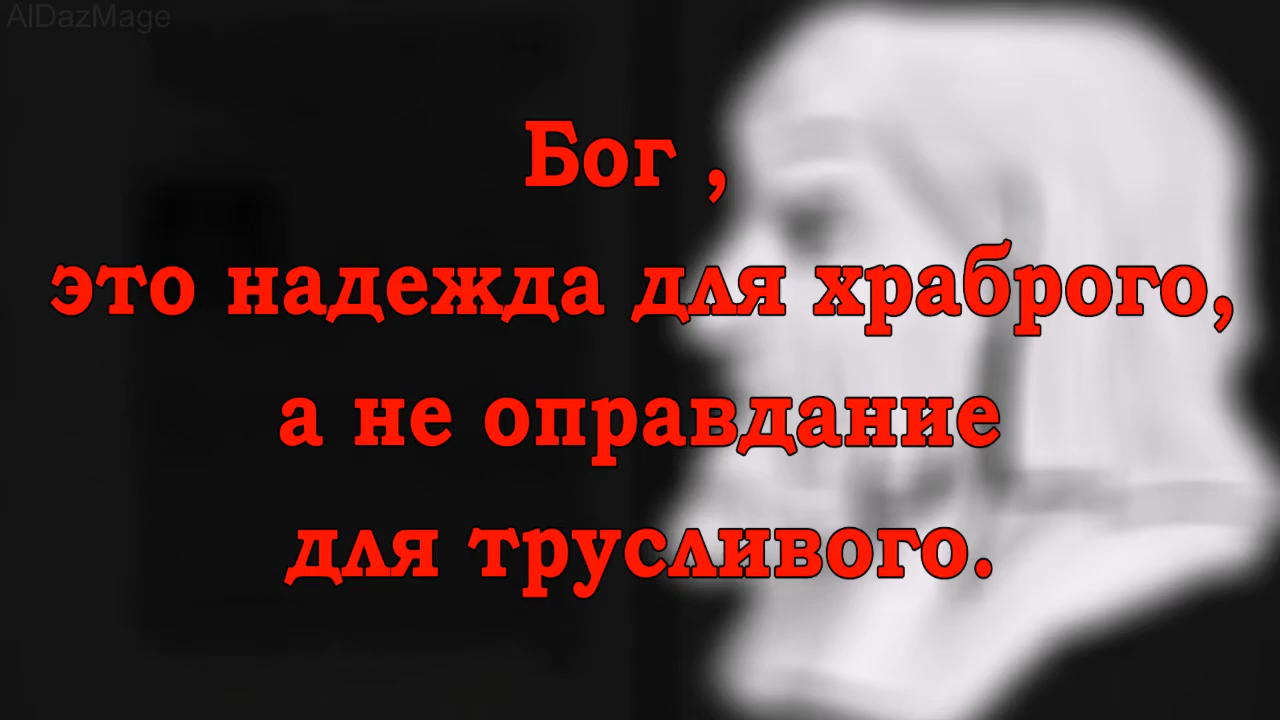 AlDazMage
Бог ,
это надежда для храброго,
а не оправдание
для трусливого.